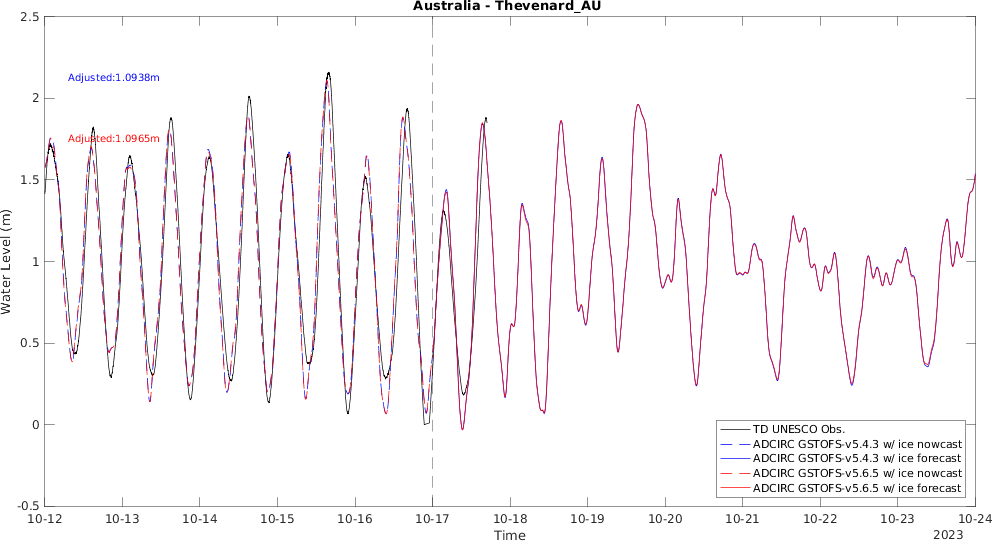 Australia - Thevenard_AU
2.5
2
1.5
1
0.5
0
-0.5
Water Level (m)
Adjusted:1.0938m
Adjusted:1.0965m
TD UNESCO Obs.
ADCIRC GSTOFS-v5.4.3 w/ ice nowcast
ADCIRC GSTOFS-v5.4.3 w/ ice forecast
ADCIRC GSTOFS-v5.6.5 w/ ice nowcast
ADCIRC GSTOFS-v5.6.5 w/ ice forecast
10-12 10-13 10-14 10-15 10-16 10-17 10-18 10-19 10-20 10-21 10-22 10-23 10-24
Time
2023